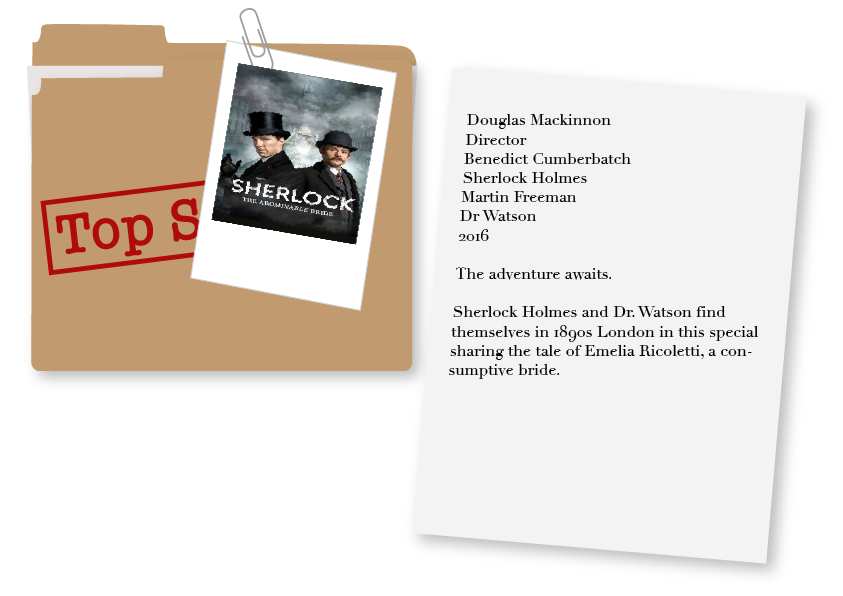 Top S
SHERLOCK
THE ABOMINABLE BRIDE
Douglas Mackinnon
Director
Benedict Cumberbatch
Sherlock Holmes
Martin Freeman
Dr Watson
2016
The adventure awaits.
Sherlock Holmes and Dr. Watson find
themselves in 1890s London in this special
sharing the tale of Emelia Ricoletti, a con-
sumptive bride.